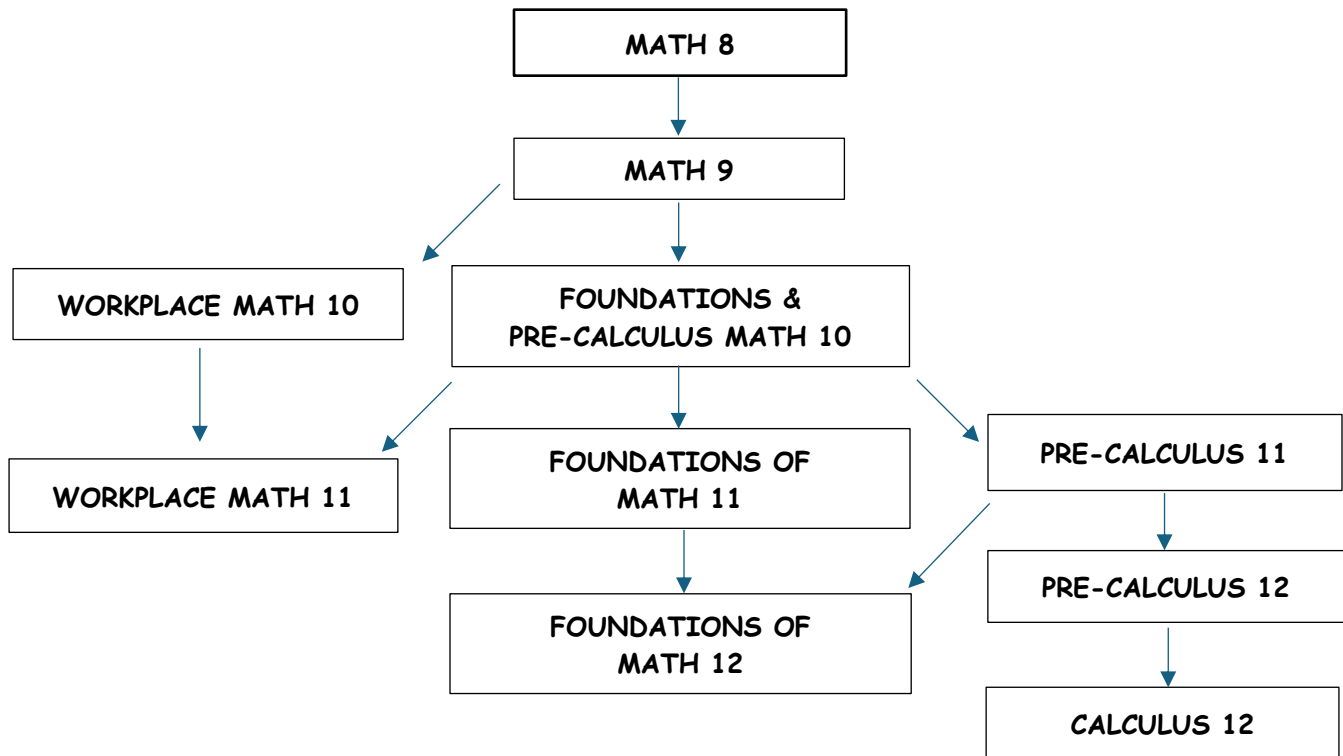 MATH 8
MATH 9
WORKPLACE MATH 10
FOUNDATIONS &
PRE-CALCULUS MATH 10
WORKPLACE MATH 11
FOUNDATIONS OF
MATH 11
PRE-CALCULUS 11
FOUNDATIONS OF
MATH 12
PRE-CALCULUS 12
CALCULUS 12